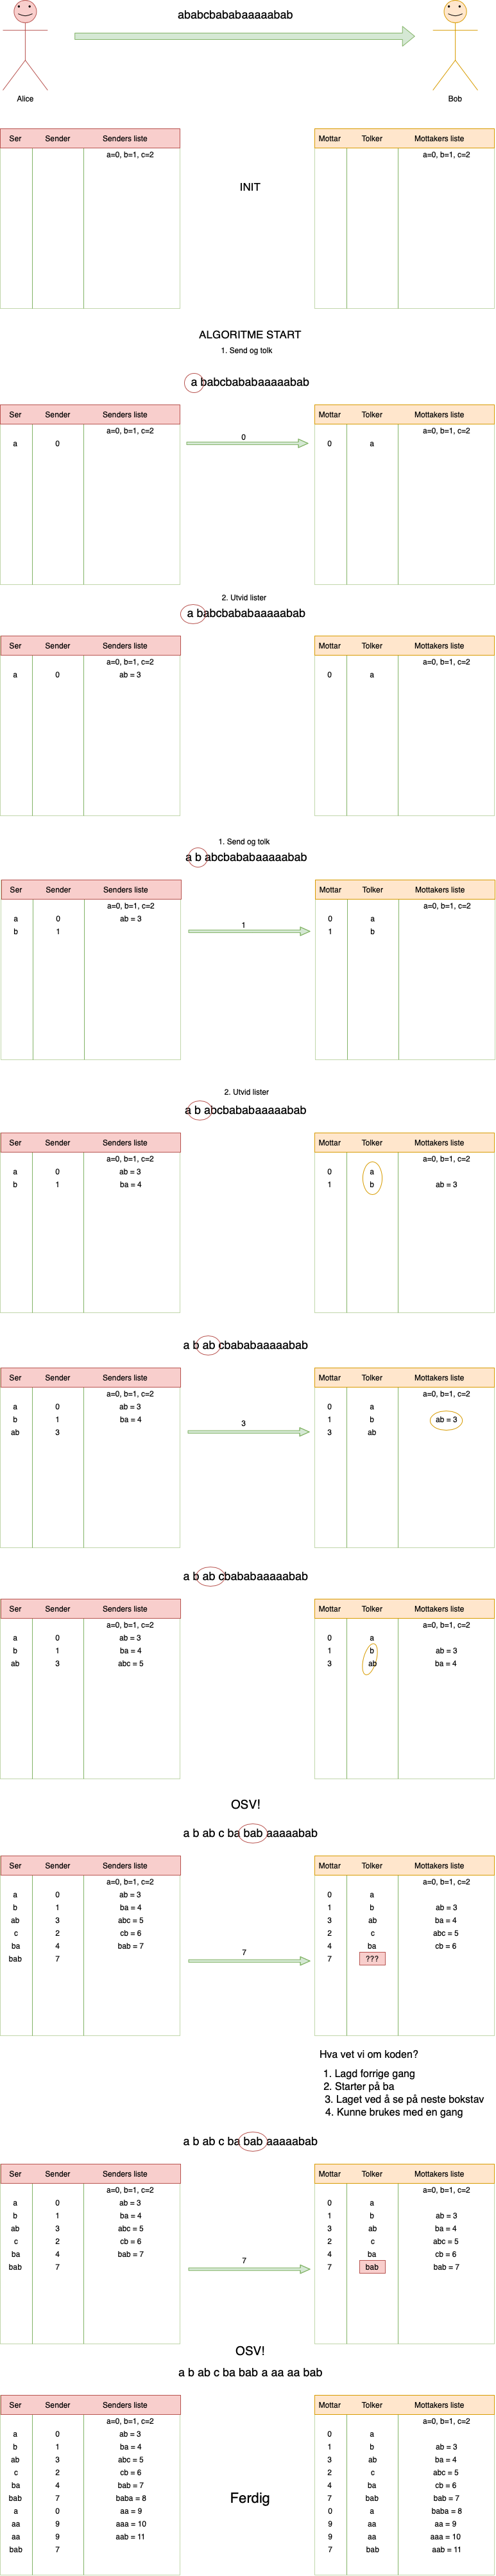 ababcbababaaaaabab
Alice Bob
Ser Sender Senders liste Mottar Tolker Mottakers liste
a=0, b=1, c=2 a=0, b=1, c=2
INIT
ALGORITME START
1. Send og tolk
a babcbababaaaaabab
Ser Sender Senders liste Mottar Tolker Mottakers liste
a=0, b=1, c=2 a=0, b=1, c=2
a 0 0 0 a
2. Utvid lister
a babcbababaaaaabab
Ser Sender Senders liste Mottar Tolker Mottakers liste
a=0, b=1, c=2 a=0, b=1, c=2
a 0 ab = 3 0 a
1. Send og tolk
a b abcbababaaaaabab
Ser Sender Senders liste Mottar Tolker Mottakers liste
a=0, b=1, c=2 a=0, b=1, c=2
a 0 ab = 3 0 a
b 1 1 1 b
2. Utvid lister
a b abcbababaaaaabab
Ser Sender Senders liste Mottar Tolker Mottakers liste
a=0, b=1, c=2 a=0, b=1, c=2
a 0 ab = 3 0 a
b 1 ba = 4 1 b ab = 3
a b ab cbababaaaaabab
Ser Sender Senders liste Mottar Tolker Mottakers liste
a=0, b=1, c=2 a=0, b=1, c=2
a 0 ab = 3 0 a
b 1 ba = 4 1 b ab = 3
ab 3 3 3 ab
a b ab cbababaaaaabab
Ser Sender Senders liste Mottar Tolker Mottakers liste
a=0, b=1, c=2 a=0, b=1, c=2
a 0 ab = 3 0 a
b 1 ba = 4 1 b ab = 3
ab 3 abc = 5 3 ab ba = 4
OSV!
a b ab c ba bab aaaaabab
Ser Sender Senders liste Mottar Tolker Mottakers liste
a=0, b=1, c=2 a=0, b=1, c=2
a 0 ab = 3 0 a
b 1 ba = 4 1 b ab = 3
ab 3 abc = 5 3 ab ba = 4
c 2 cb = 6 2 c abc = 5
ba 4 bab = 7 4 ba cb = 6
bab 7 7 7 ???
Hva vet vi om koden?
1. Lagd forrige gang
2. Starter på ba
3. Laget ved å se på neste bokstav
4. Kunne brukes med en gang
a b ab c ba bab aaaaabab
Ser Sender Senders liste Mottar Tolker Mottakers liste
a=0, b=1, c=2 a=0, b=1, c=2
a 0 ab = 3 0 a
b 1 ba = 4 1 b ab = 3
ab 3 abc = 5 3 ab ba = 4
c 2 cb = 6 2 c abc = 5
ba 4 bab = 7 4 ba cb = 6
bab 7 7 7 bab bab = 7
OSV!
a b ab c ba bab a aa aa bab
Ser Sender Senders liste Mottar Tolker Mottakers liste
a=0, b=1, c=2 a=0, b=1, c=2
a 0 ab = 3 0 a
b 1 ba = 4 1 b ab = 3
ab 3 abc = 5 3 ab ba = 4
c 2 cb = 6 2 c abc = 5
ba 4 bab = 7 4 ba cb = 6
bab 7 baba = 8 Ferdig 7 bab bab = 7
a 0 aa = 9 0 a baba = 8
aa 9 aaa = 10 9 aa aa = 9
aa 9 aab = 11 9 aa aaa = 10
bab 7 7 bab aab = 11